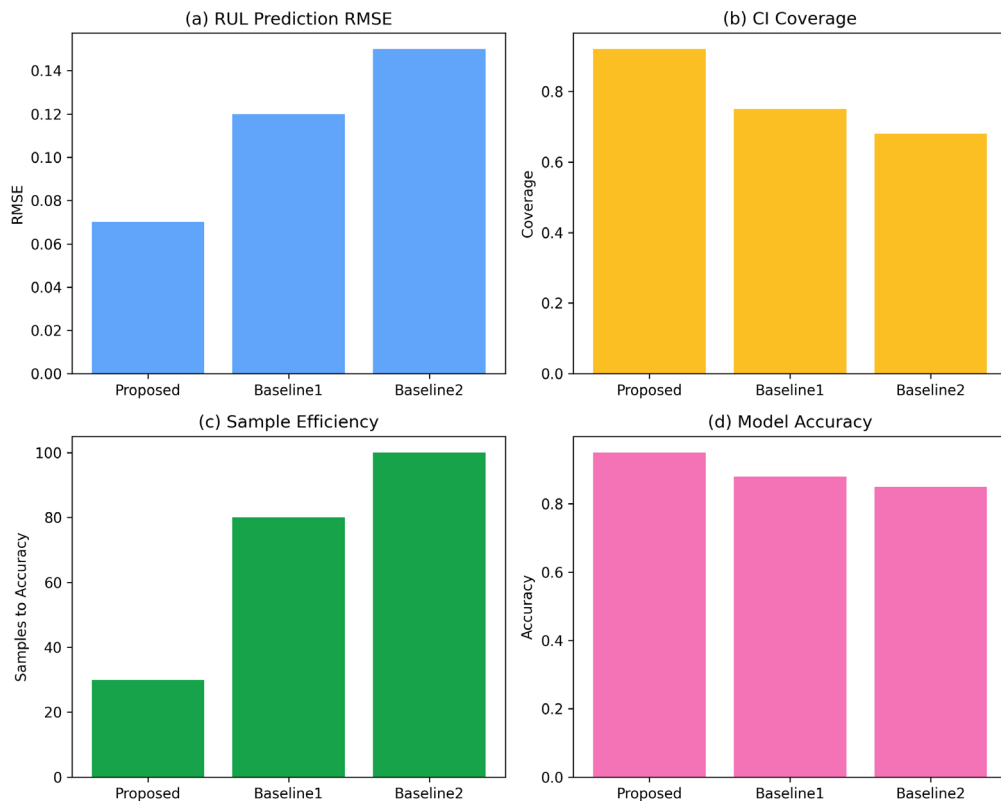 (a) RUL Prediction RMSE
RMSE
0.14
0.12
0.10
0.08
0.06
0.04
0.02
0.00
Proposed Baseline1 Baseline2
(b) CI Coverage
Coverage
0.8
0.6
0.4
0.2
0.0
Proposed Baseline1 Baseline2
(c) Sample Efficiency
Samples to Accuracy
100
80
60
40
20
0
Proposed Baseline1 Baseline2
(d) Model Accuracy
Accuracy
0.8
0.6
0.4
0.2
0.0
Proposed Baseline1 Baseline2